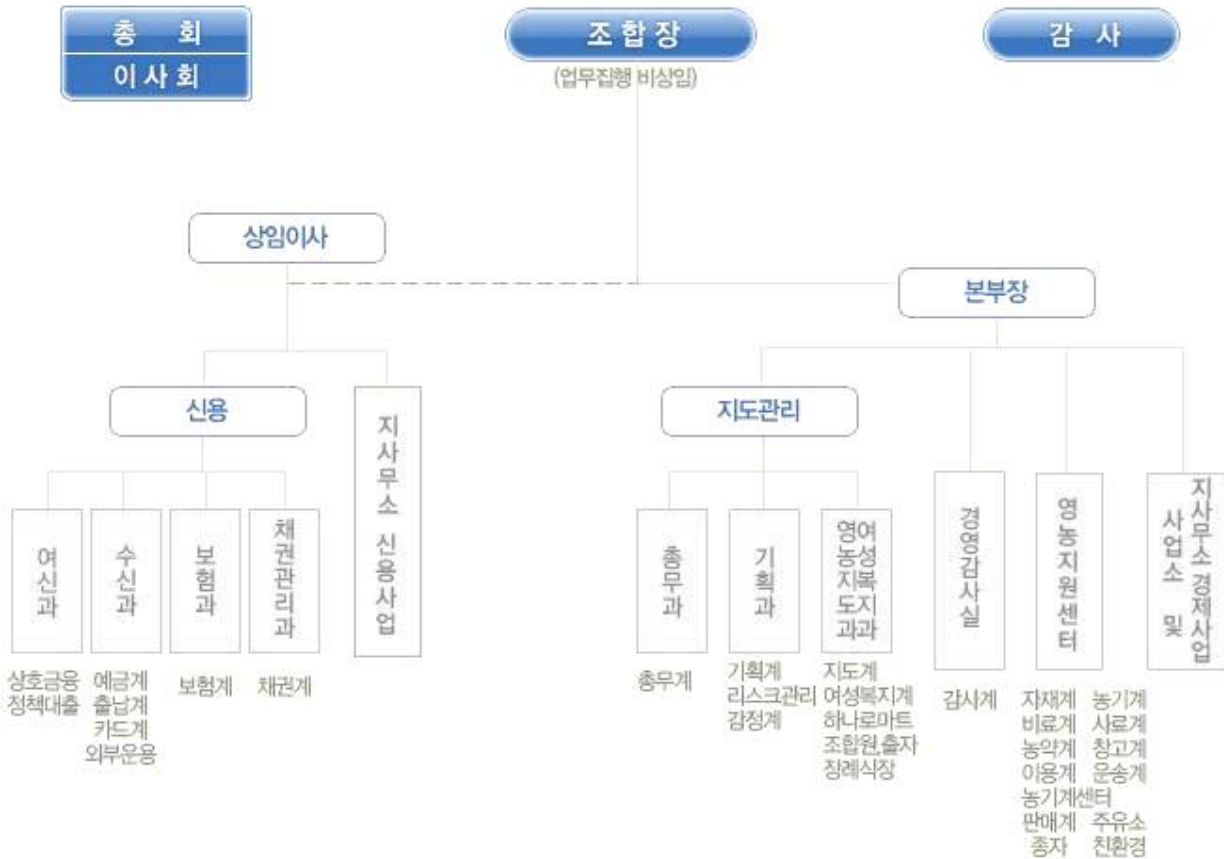 총 회
이사회
조합장
(업무집행 비상임)
감 사
상임이사
본부장
신용
지사무소 신용사업
지도관리
여신과
수신과
보험과
채권관리과
총무과
기획과
여성복지과
영농지도과
경영감사실
영농지원센터
지사무소 경제사업
사업소 및
상호금융
정책대출
예금계
출납계
카드계
외부운용
보험계
채권계
총무계
기획계
리스크관리
감정계
지도계
여성복지계
하나로마트
조합원,출자
장례식장
감사계
자재계 농기계
비료계 사료계
농약계 창고계
이용계 운송계
농기계센터
판매계 주유소
종자 친환경